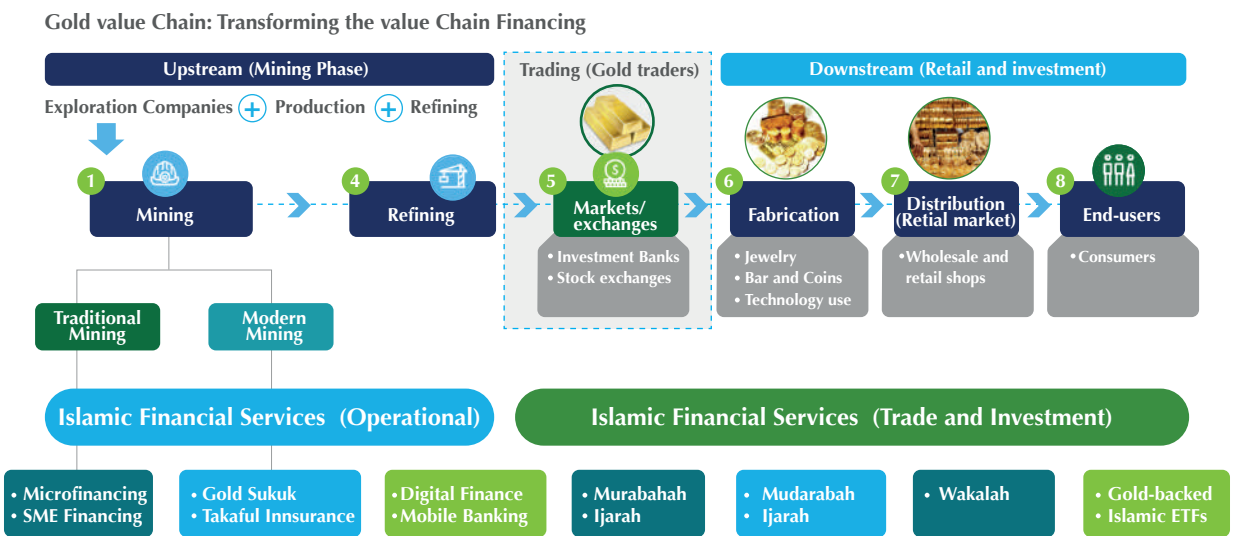 Gold value Chain: Transforming the value Chain Financing
Upstream (Mining Phase)
Trading (Gold traders)
Downstream (Retail and investment)
Exploration Companies + Production + Refining
1
Mining
4
Refining
5
$
Markets/
exchanges
• Investment Banks
• Stock exchanges
6
Fabrication
• Jewelry
• Bar and Coins
• Technology use
7
Distribution
(Retial market)
• Wholesale and
retail shops
8
End-users
• Consumers
Traditional
Mining
Modern
Mining
Islamic Financial Services (Operational)
Islamic Financial Services (Trade and Investment)
• Microfinancing
• SME Financing
• Gold Sukuk
• Takaful Innsurance
• Digital Finance
• Mobile Banking
• Murabahah
• Ijarah
• Mudarabah
• Ijarah
• Wakalah
• Gold-backed
• Islamic ETFs